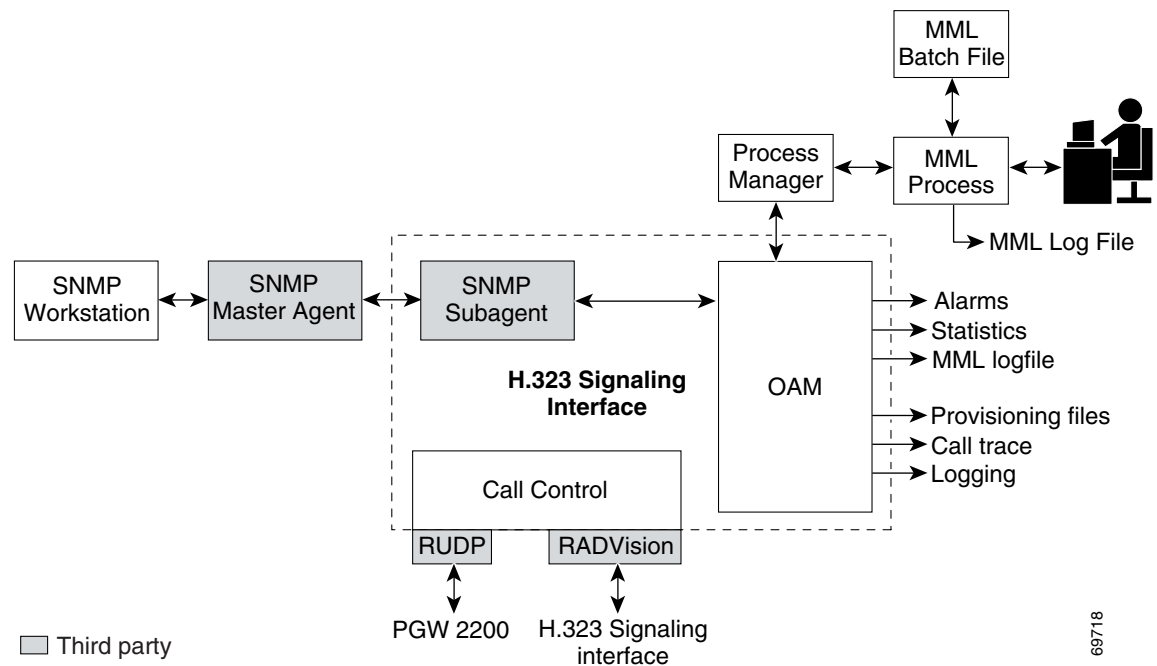 MML
Batch File
Process
Manager
MML
Process
MML Log File
SNMP
Workstation
SNMP
Master Agent
SNMP
Subagent
H.323 Signaling
Interface
OAM
Alarms
Statistics
MML logfile
Provisioning files
Call trace
Logging
Call Control
RUDP
RADVision
PGW 2200
H.323 Signaling
interface
Third party
69718